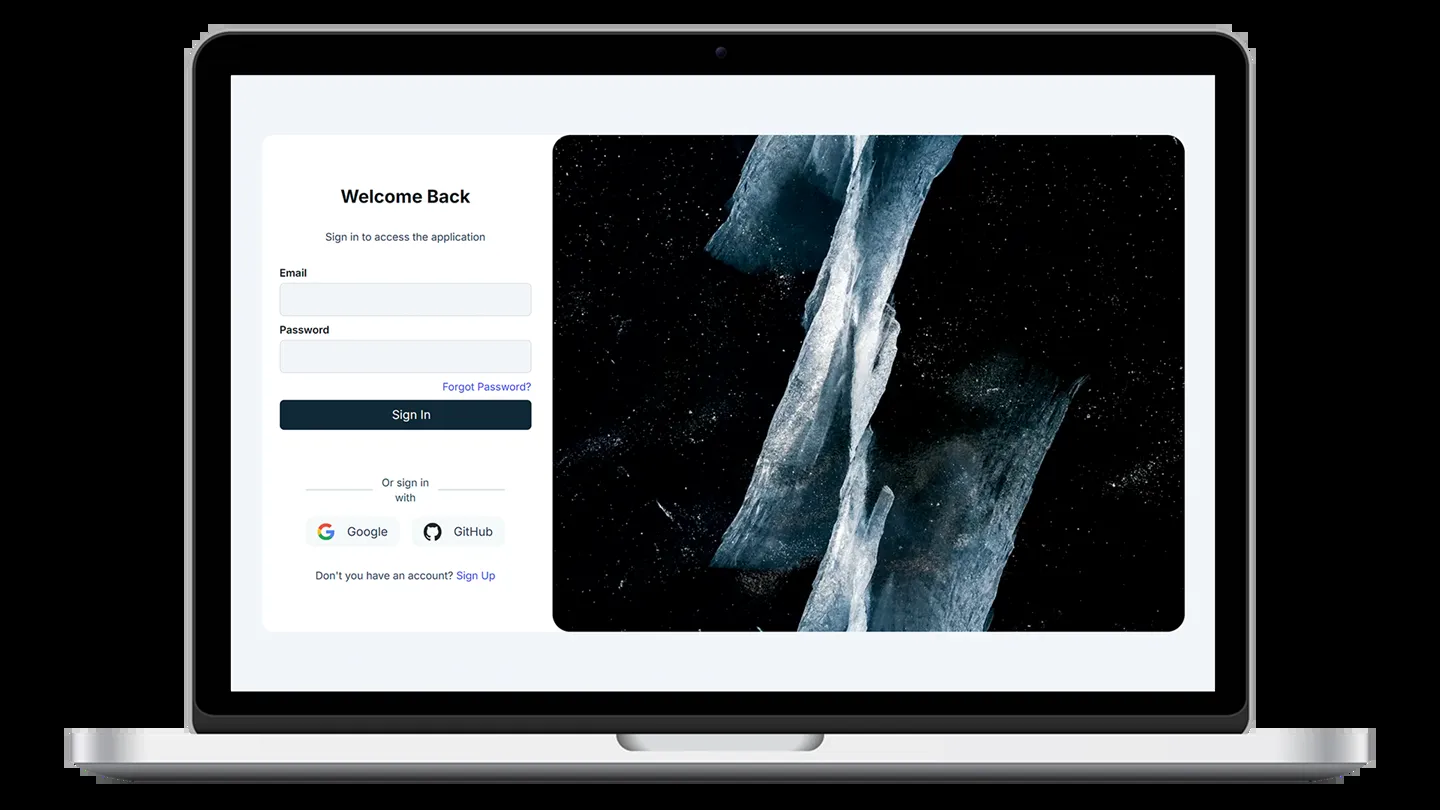 Welcome Back
Sign in to access the application
Email
Password
Forgot Password?
Sign In
Or sign in
with
Google
GitHub
Don't you have an account? Sign Up